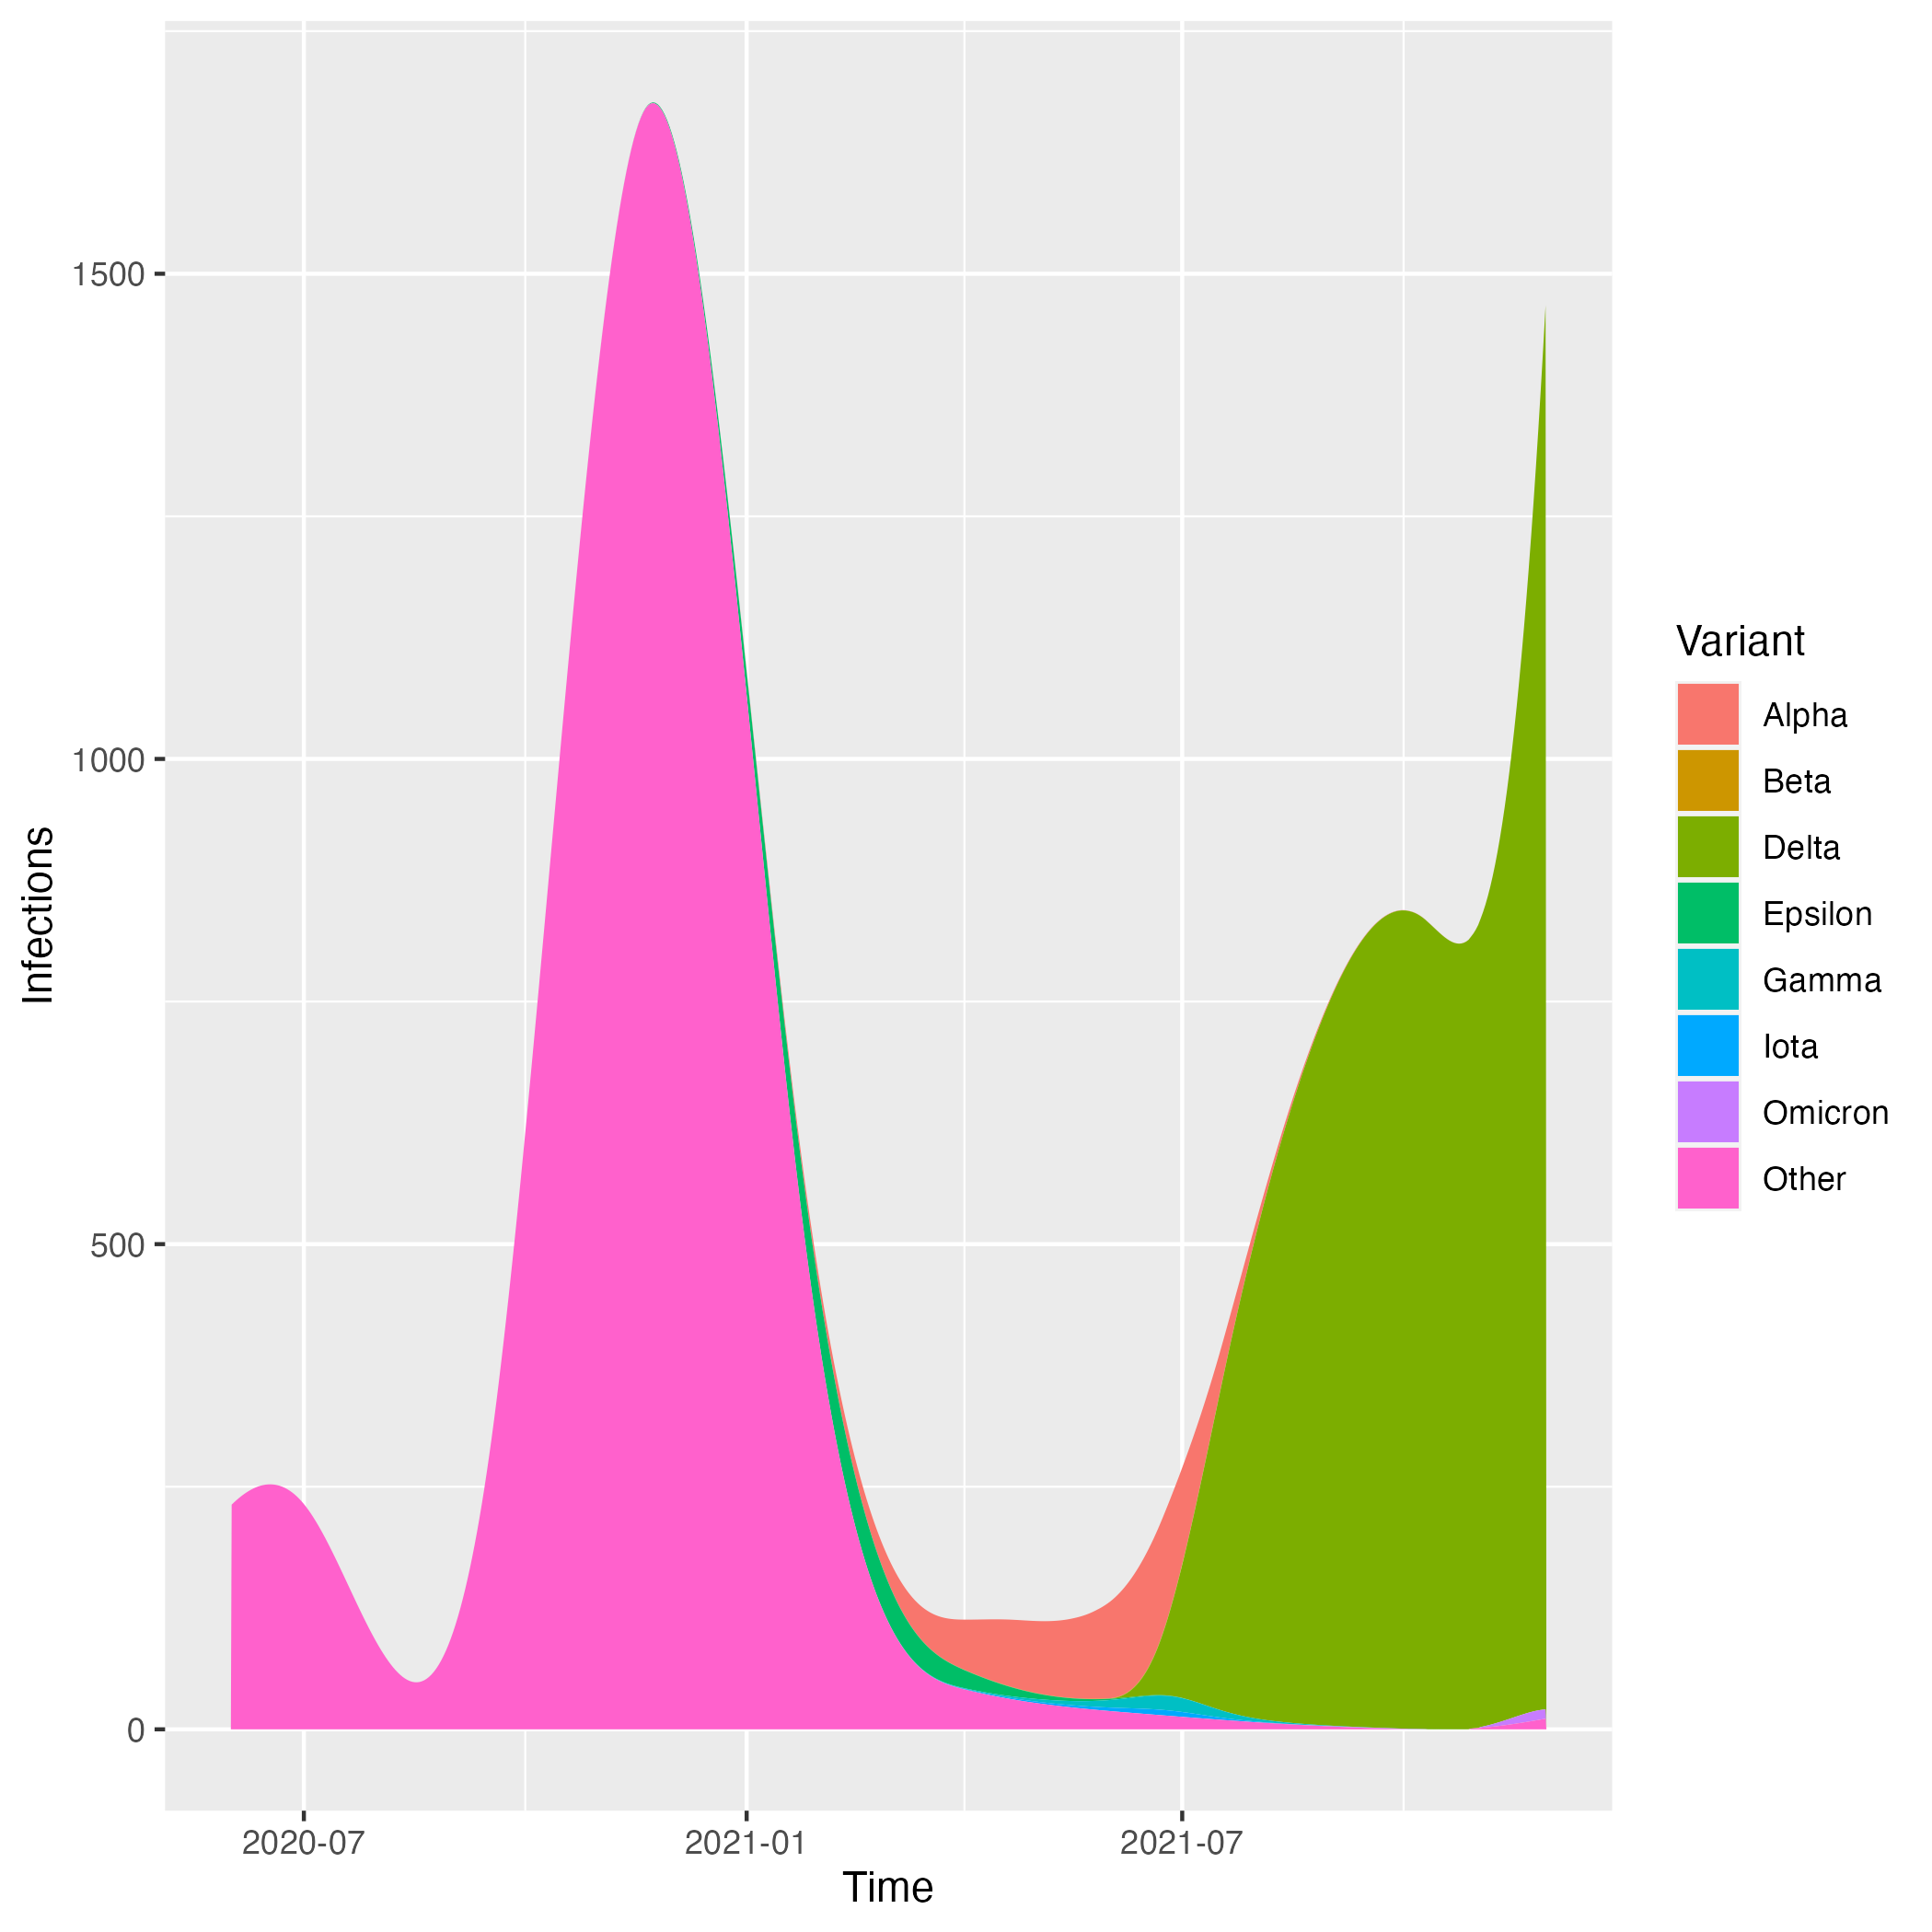 1500
1000
500
0
Infections
2020-07
2021-01
2021-07
Time
Variant
Alpha
Beta
Delta
Epsilon
Gamma
Iota
Omicron
Other